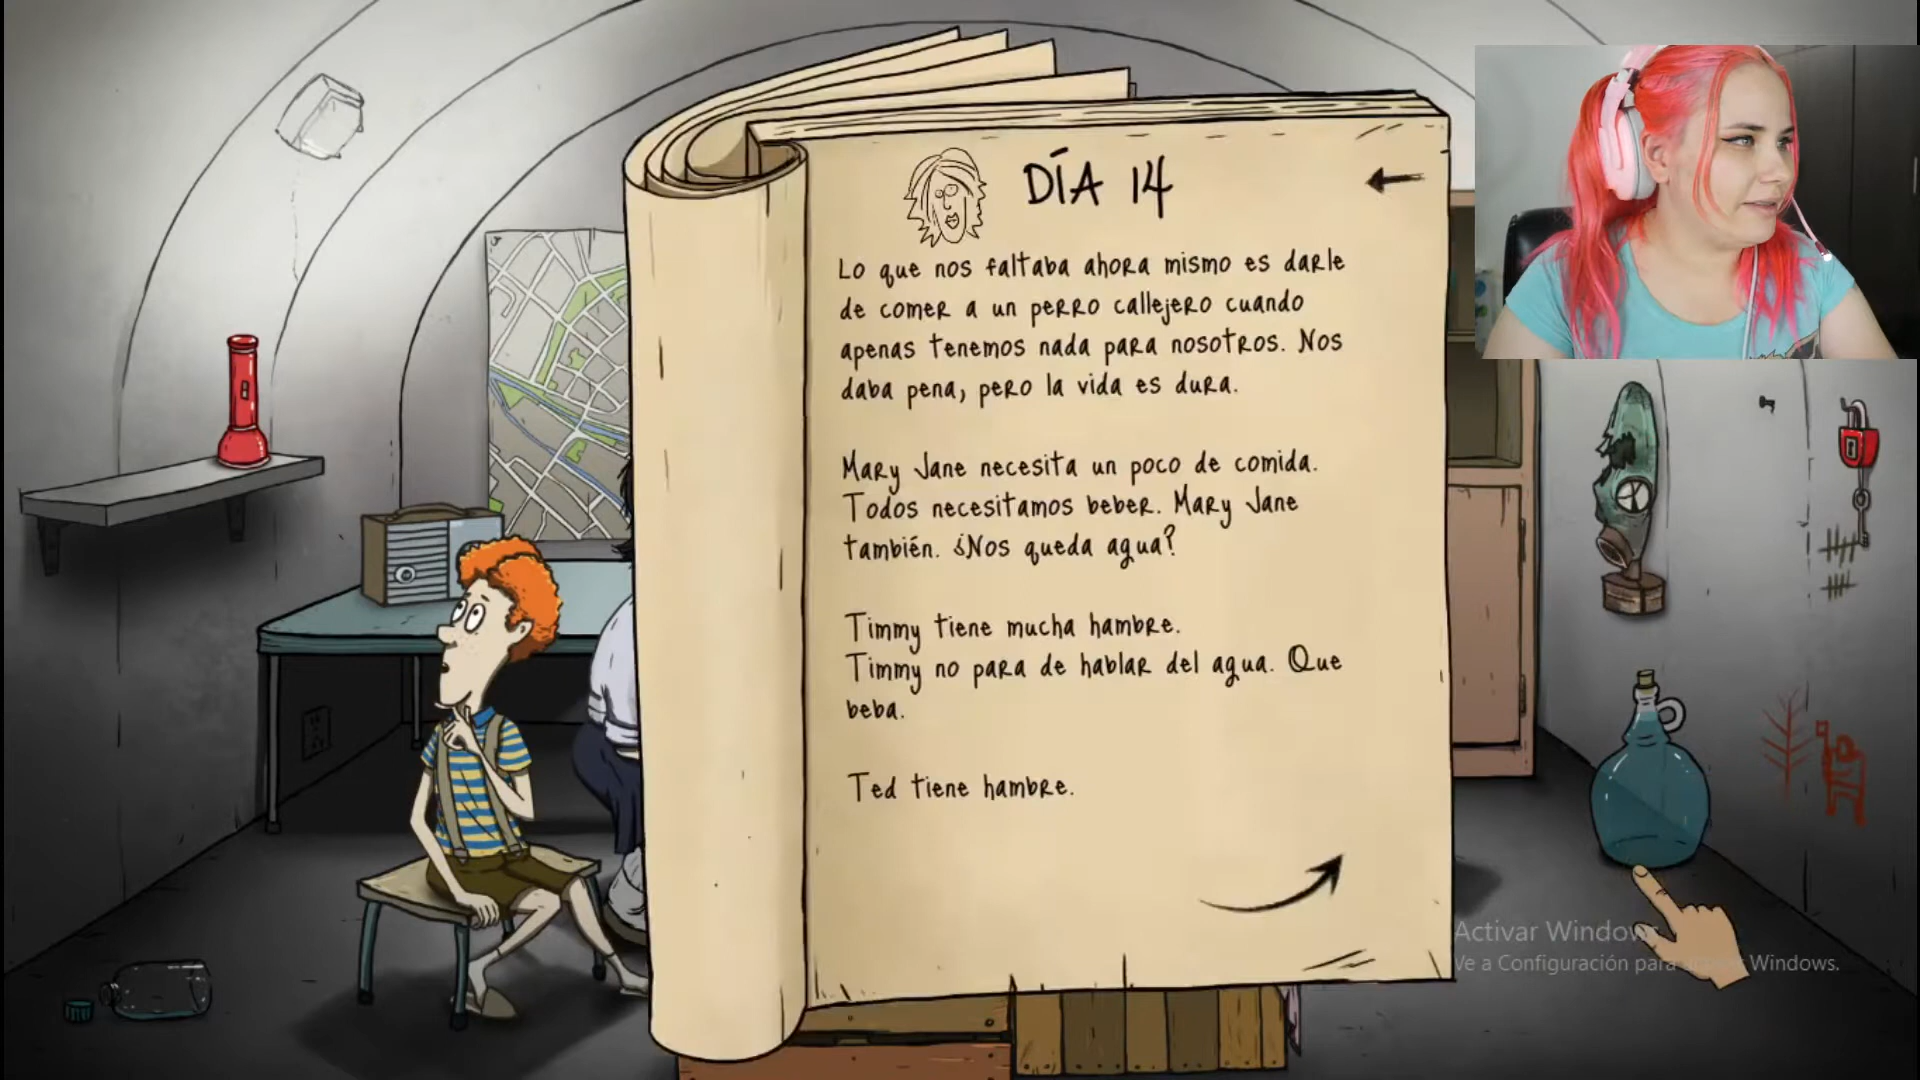 DÍA 14
Lo que nos faltaba ahora mismo es darle
de comer a un perro callejero cuando
apenas tenemos nada para nosotros. Nos
daba pena, pero la vida es dura.
Mary Jane necesita un poco de comida.
Todos necesitamos beber. Mary Jane
también. ¿Nos queda agua?
Timmy tiene mucha hambre.
Timmy no para de hablar del agua. Que
beba.
Ted tiene hambre.
Activar Windows
Ve a Configuración para Windows.